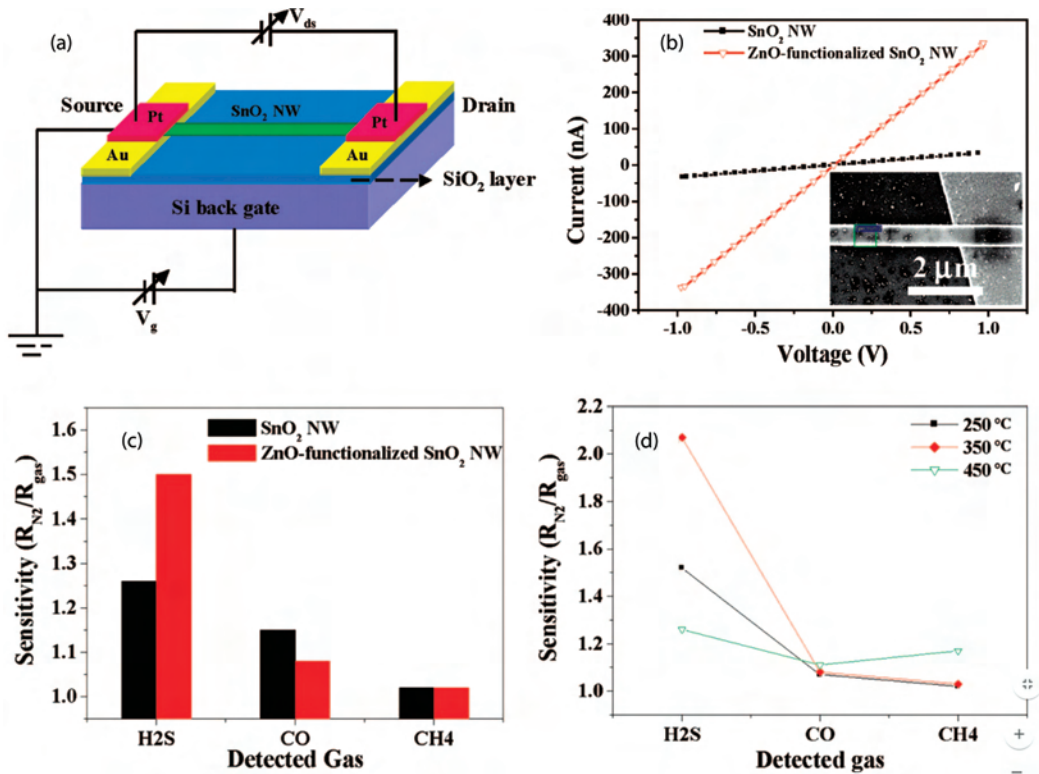 (a)
V_ds
Source
SnO₂ NW
Drain
Pt
Pt
Au
Au
SiO₂ layer
Si back gate
V_g
(b)
SnO₂ NW
ZnO-functionalized SnO₂ NW
400
300
200
100
0
-100
-200
-300
-400
Current (nA)
2 μm
-1.0 -0.5 0.0 0.5 1.0
Voltage (V)
(c)
SnO₂ NW
ZnO-functionalized SnO₂ NW
1.6
1.5
1.4
1.3
1.2
1.1
1.0
Sensitivity (R_N2/R_gas)
H2S CO CH4
Detected Gas
(d)
250 °C
350 °C
450 °C
2.2
2.0
1.8
1.6
1.4
1.2
1.0
Sensitivity (R_N2/R_gas)
H2S CO CH4
Detected gas